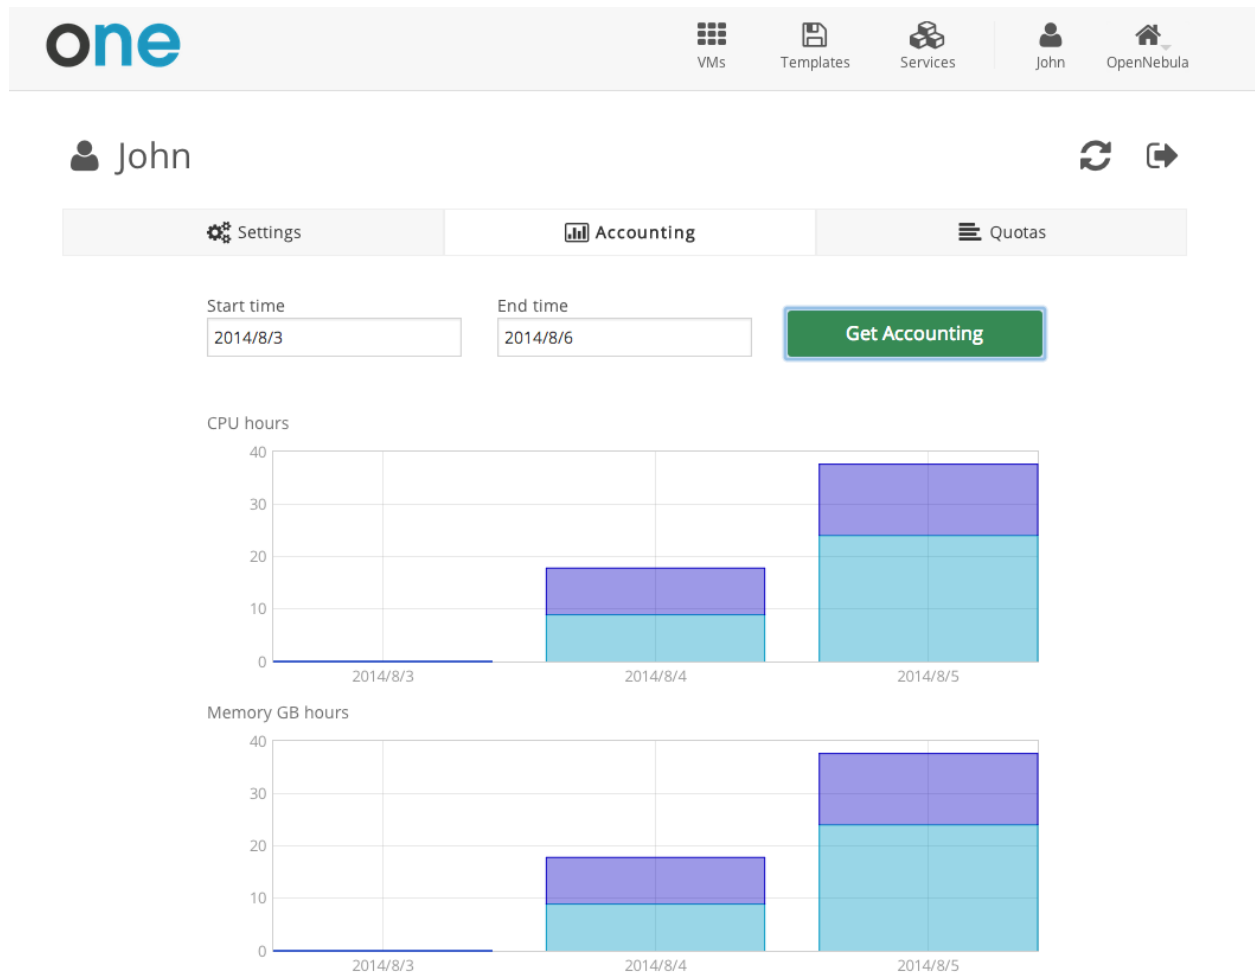 one
VMs Templates Services John OpenNebula
John
Settings Accounting Quotas
Start time End time
2014/8/3 2014/8/6 Get Accounting
CPU hours
40
30
20
10
0
2014/8/3 2014/8/4 2014/8/5
Memory GB hours
40
30
20
10
0
2014/8/3 2014/8/4 2014/8/5